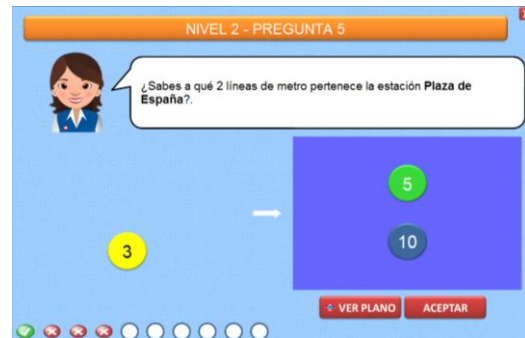 NIVEL 2 - PREGUNTA 5
¿Sabes a qué 2 líneas de metro pertenece la estación Plaza de
España?.
5
10
3
VER PLANO
ACEPTAR